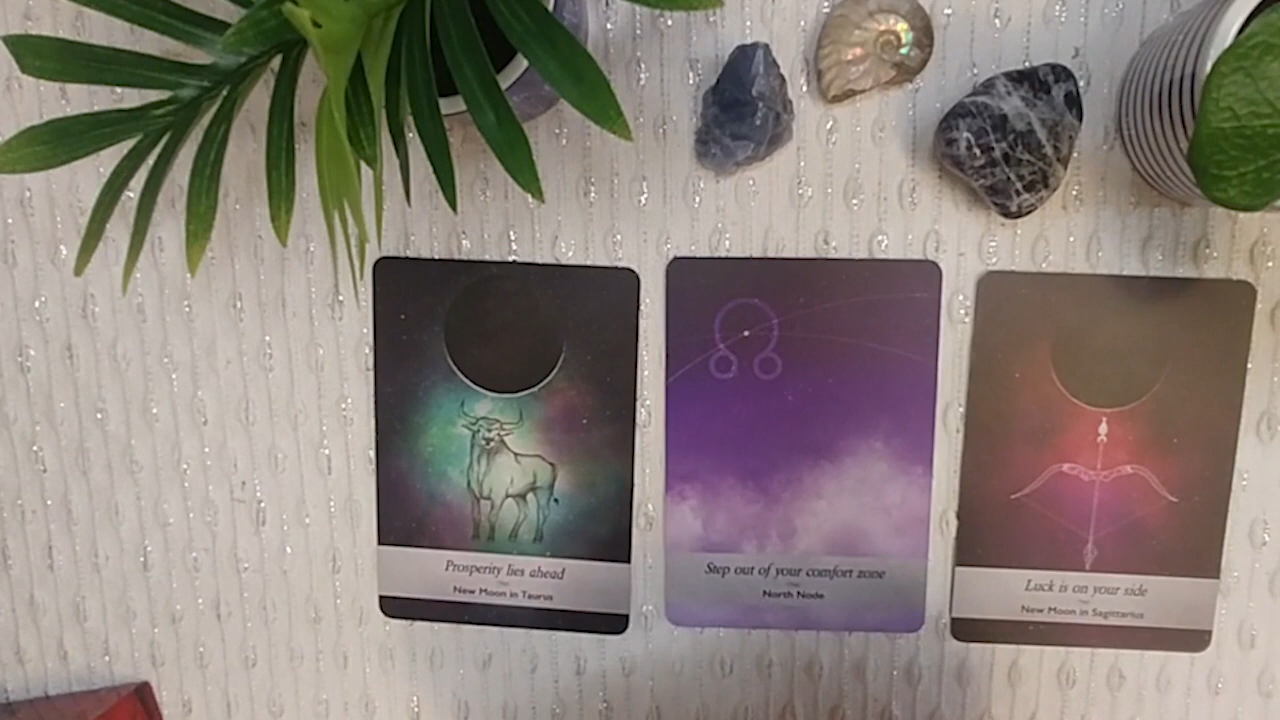 Prosperity lies ahead
New Moon in Taurus
Step out of your comfort zone
North Node
Luck is on your side
New Moon in Sagittarius